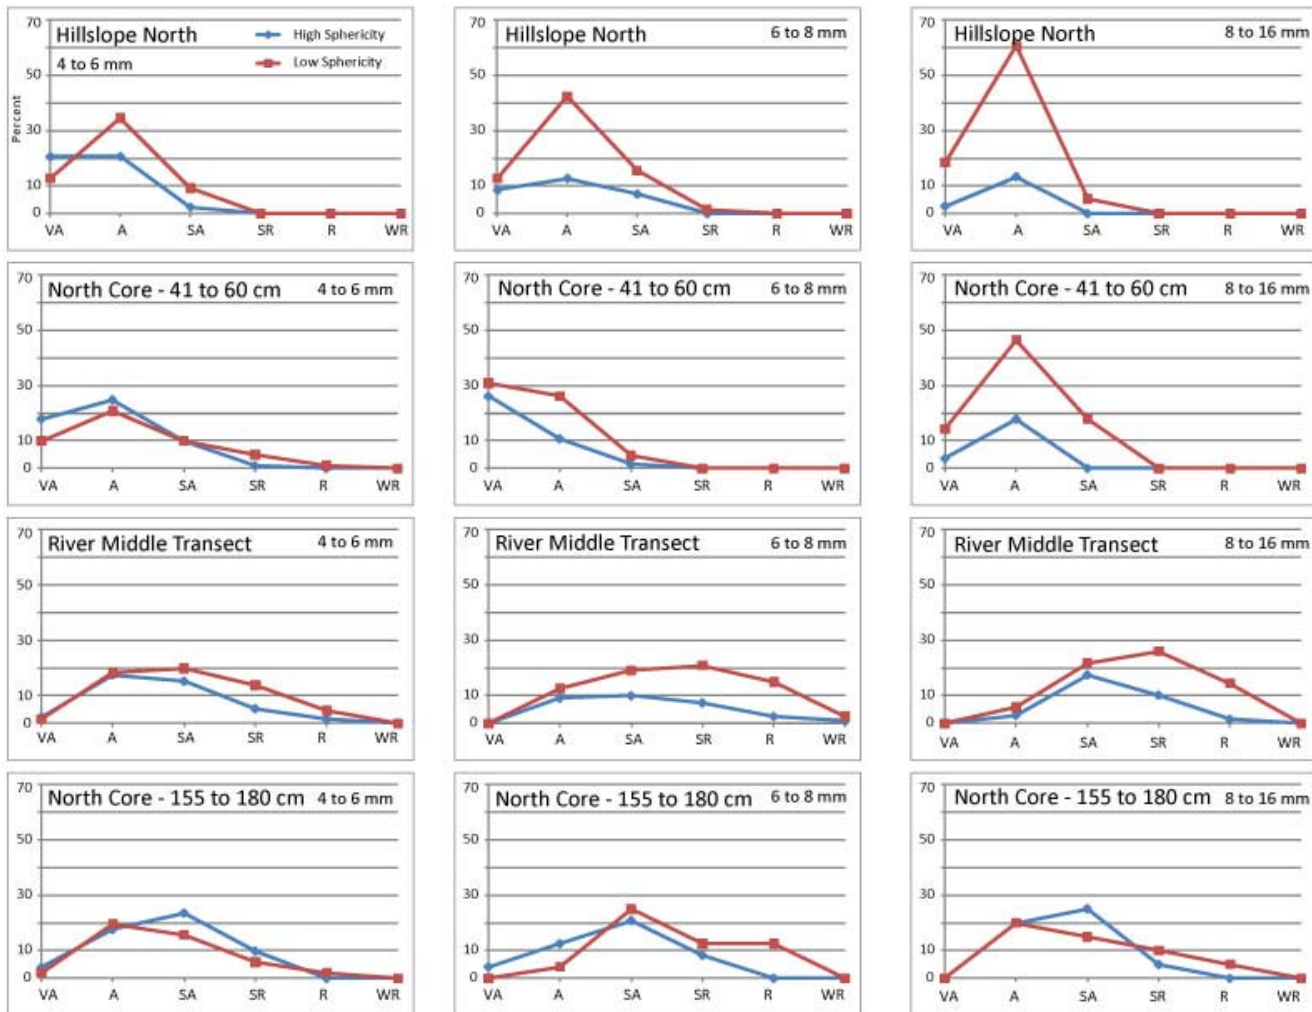 Hillslope North
4 to 6 mm
High Sphericity
Low Sphericity
Percent
70
50
30
10
0
VA A SA SR R WR
Hillslope North 6 to 8 mm
70
50
30
10
0
VA A SA SR R WR
Hillslope North 8 to 16 mm
70
50
30
10
0
VA A SA SR R WR
North Core - 41 to 60 cm 4 to 6 mm
70
50
30
10
0
VA A SA SR R WR
North Core - 41 to 60 cm 6 to 8 mm
70
50
30
10
0
VA A SA SR R WR
North Core - 41 to 60 cm 8 to 16 mm
70
50
30
10
0
VA A SA SR R WR
River Middle Transect 4 to 6 mm
70
50
30
10
0
VA A SA SR R WR
River Middle Transect 6 to 8 mm
70
50
30
10
0
VA A SA SR R WR
River Middle Transect 8 to 16 mm
70
50
30
10
0
VA A SA SR R WR
North Core - 155 to 180 cm 4 to 6 mm
70
50
30
10
0
VA A SA SR R WR
North Core - 155 to 180 cm 6 to 8 mm
70
50
30
10
0
VA A SA SR R WR
North Core - 155 to 180 cm 8 to 16 mm
70
50
30
10
0
VA A SA SR R WR